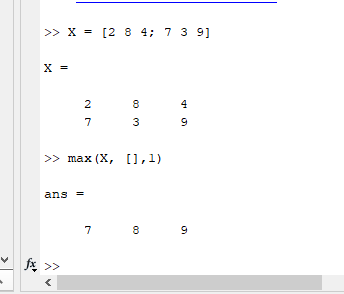 >> X = [2 8 4; 7 3 9]
X =
2 8 4
7 3 9
>> max(X, [],1)
ans =
7 8 9
fx >>